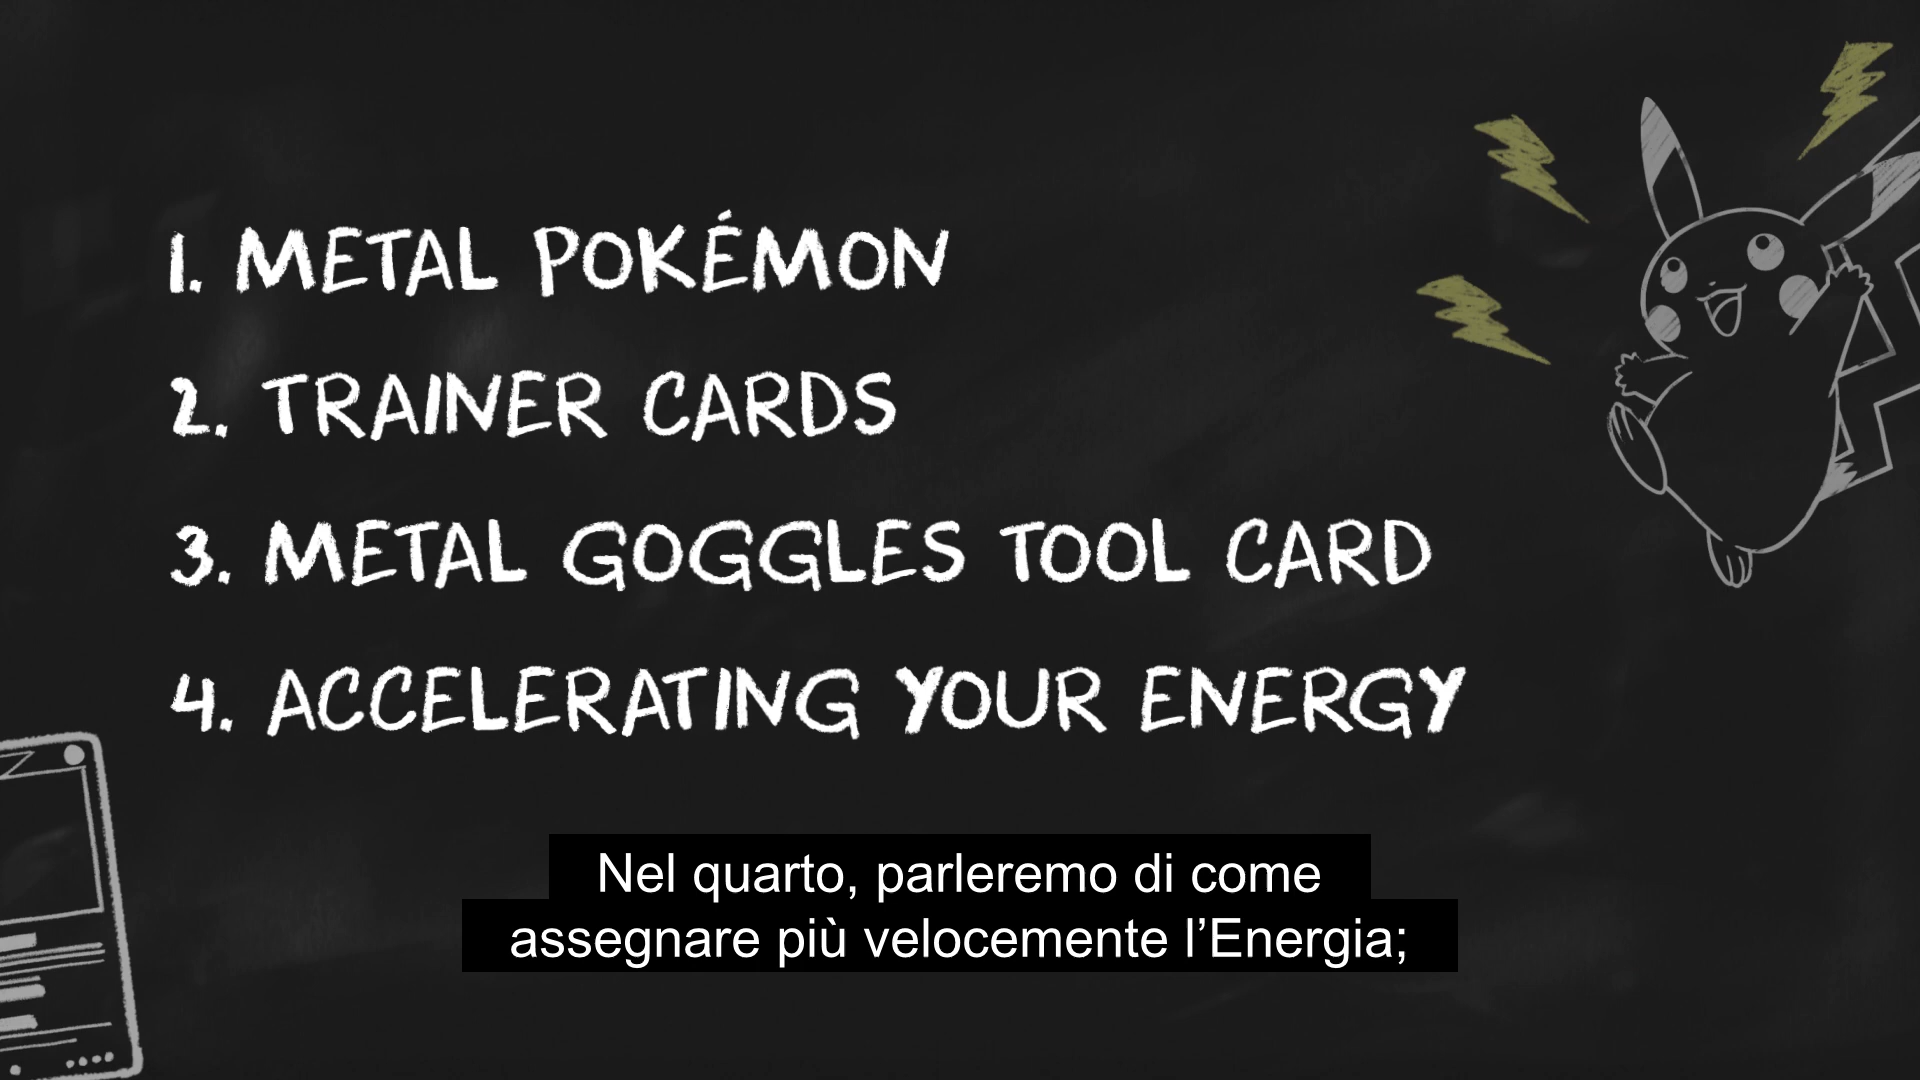 1. METAL POKÉMON
2. TRAINER CARDS
3. METAL GOGGLES TOOL CARD
4. ACCELERATING YOUR ENERGY
Nel quarto, parleremo di come
assegnare più velocemente l’Energia;